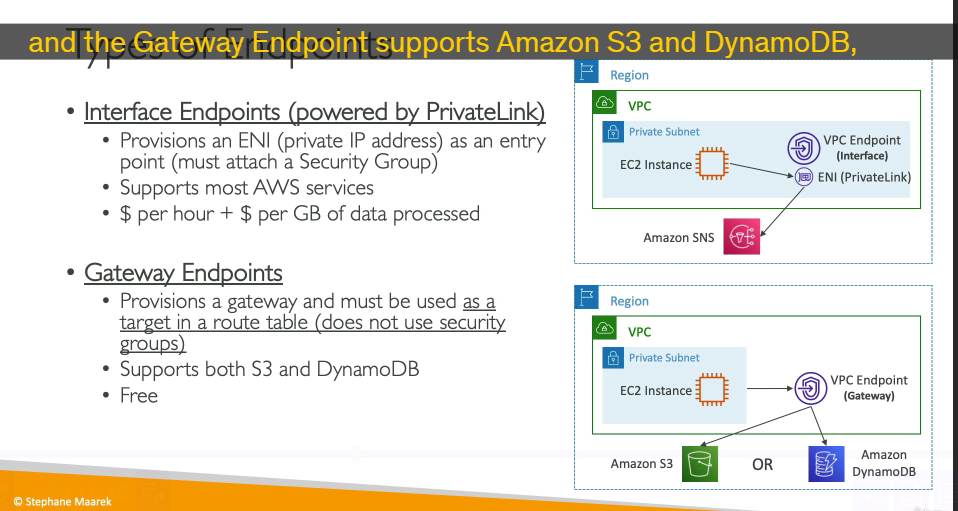 and the Gateway Endpoint supports Amazon S3 and DynamoDB,
Types of Endpoints
• Interface Endpoints (powered by PrivateLink)
• Provisions an ENI (private IP address) as an entry
point (must attach a Security Group)
• Supports most AWS services
• $ per hour + $ per GB of data processed
• Gateway Endpoints
• Provisions a gateway and must be used as a
target in a route table (does not use security
groups)
• Supports both S3 and DynamoDB
• Free
Region
VPC
Private Subnet
EC2 Instance
VPC Endpoint
(Interface)
ENI (PrivateLink)
Amazon SNS
Region
VPC
Private Subnet
EC2 Instance
VPC Endpoint
(Gateway)
Amazon S3
OR
Amazon
DynamoDB
© Stephane Maarek